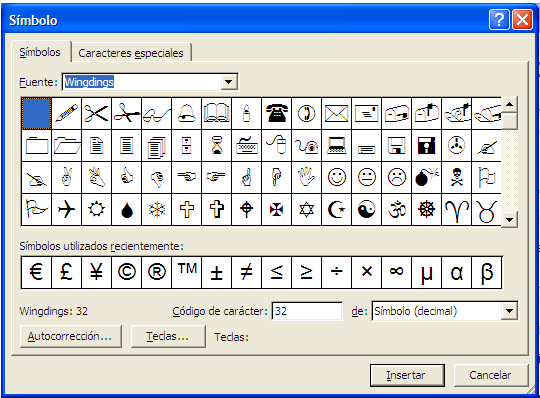 Símbolo
Símbolos Caracteres especiales
Fuente: Wingdings
Símbolos utilizados recientemente:
€ £ ¥ © ® ™ ± ≠ ≤ ≥ ÷ × ∞ µ α β
Wingdings: 32 Código de carácter: 32 de: Símbolo (decimal)
Autocorrección... Teclas... Teclas:
Insertar Cancelar